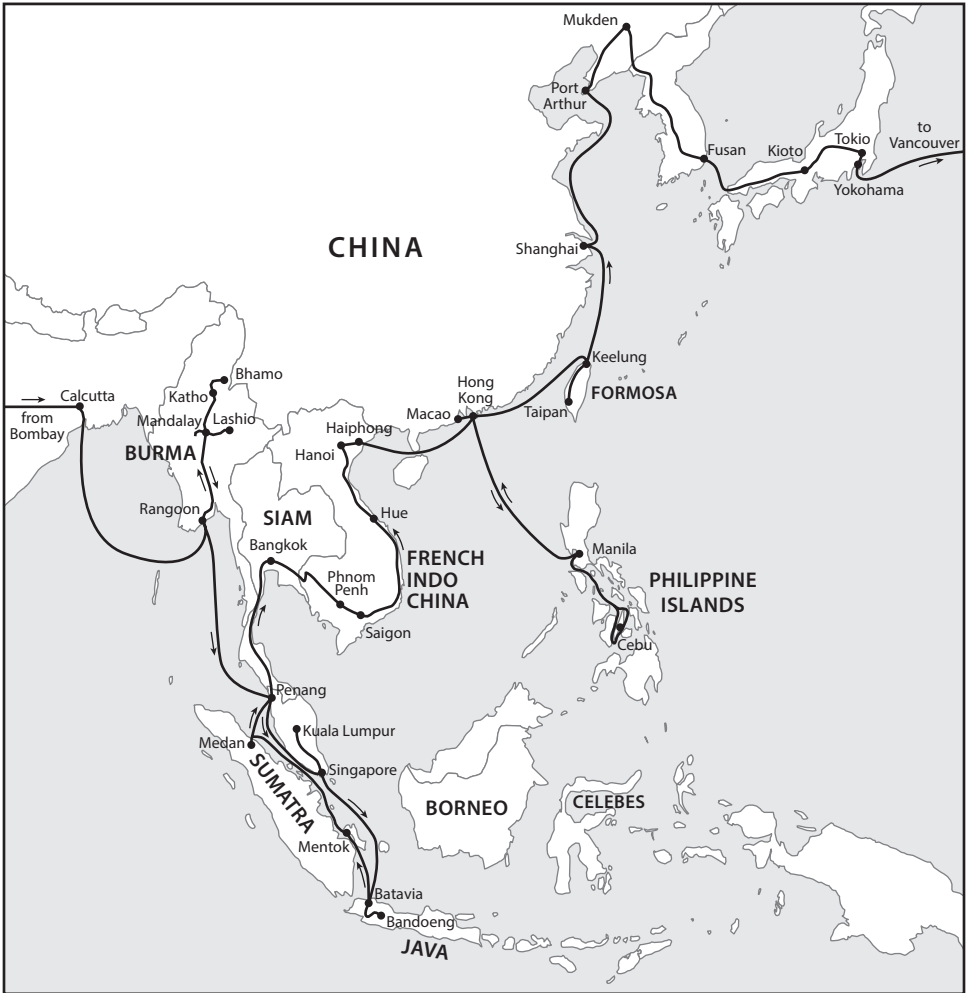 Mukden
Port
Arthur
Fusan
Kioto
Tokio
to
Vancouver
Yokohama
CHINA
Shanghai
Keelung
FORMOSA
Taipan
Hong
Kong
Macao
Bhamo
Katho
Calcutta
from
Bombay
Mandalay
Lashio
BURMA
Haiphong
Hanoi
Rangoon
SIAM
Hue
Bangkok
FRENCH
INDO
CHINA
Phnom
Penh
Saigon
Manila
PHILIPPINE
ISLANDS
Cebu
Penang
Kuala Lumpur
Medan
Singapore
SUMATRA
BORNEO
CELEBES
Mentok
Batavia
Bandoeng
JAVA